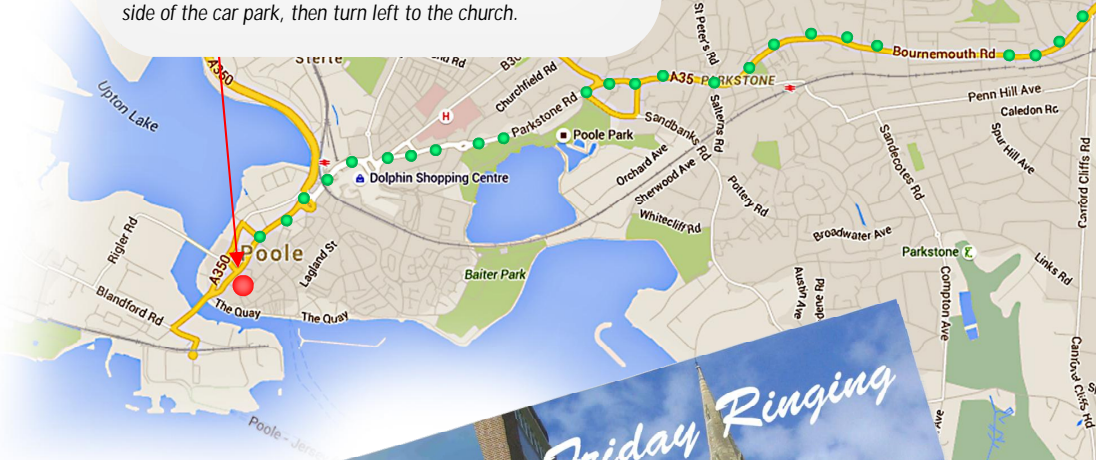 side of the car park, then turn left to the church.
St Peter's Rd
Bournemouth Rd
A35
PARKSTONE
Penn Hill Ave
Caledon Rd
Sterte
A350
Churchfield Rd
Upton Lake
H
Parkstone Rd
Poole Park
Sandbanks Rd
Salterns Rd
Spur Hill Ave
Sandecotes Rd
Canford Cliffs Rd
Dolphin Shopping Centre
Orchard Ave
Sherwood Ave
Pottery Rd
Whitecliff Rd
Broadwater Ave
Rigler Rd
Poole
Lagland St
A350
Baiter Park
Parkstone
Links Rd
Blandford Rd
The Quay
The Quay
Austin Ave
Compton Ave
Canford Cliffs Rd
Poole - Jers
Ave
Friday Ringing